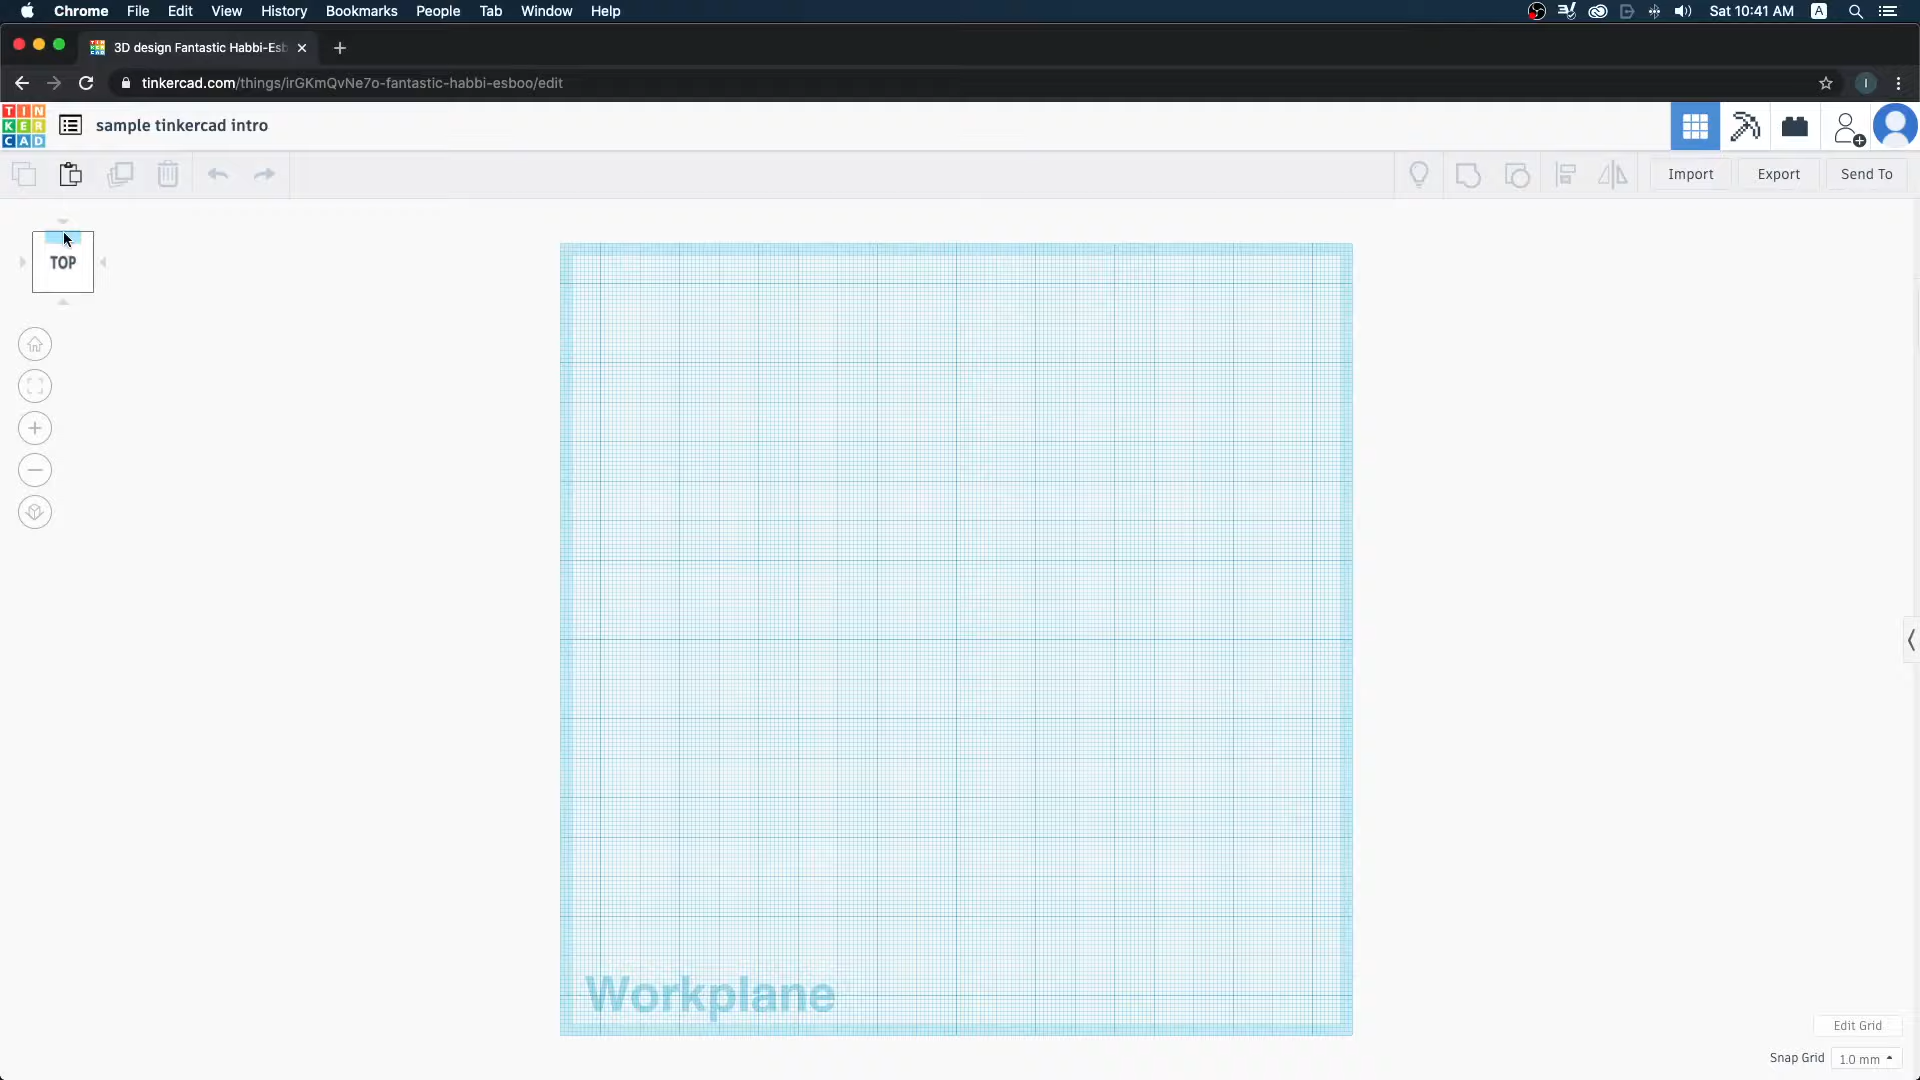 Chrome File Edit View History Bookmarks People Tab Window Help Sat 10:41 AM A
3D design Fantastic Habbi-Esb
tinkercad.com/things/irGKmQvNe7o-fantastic-habbi-esboo/edit I
TIN
KER
CAD
sample tinkercad intro
Import Export Send To
TOP
Workplane
Edit Grid
Snap Grid 1.0 mm